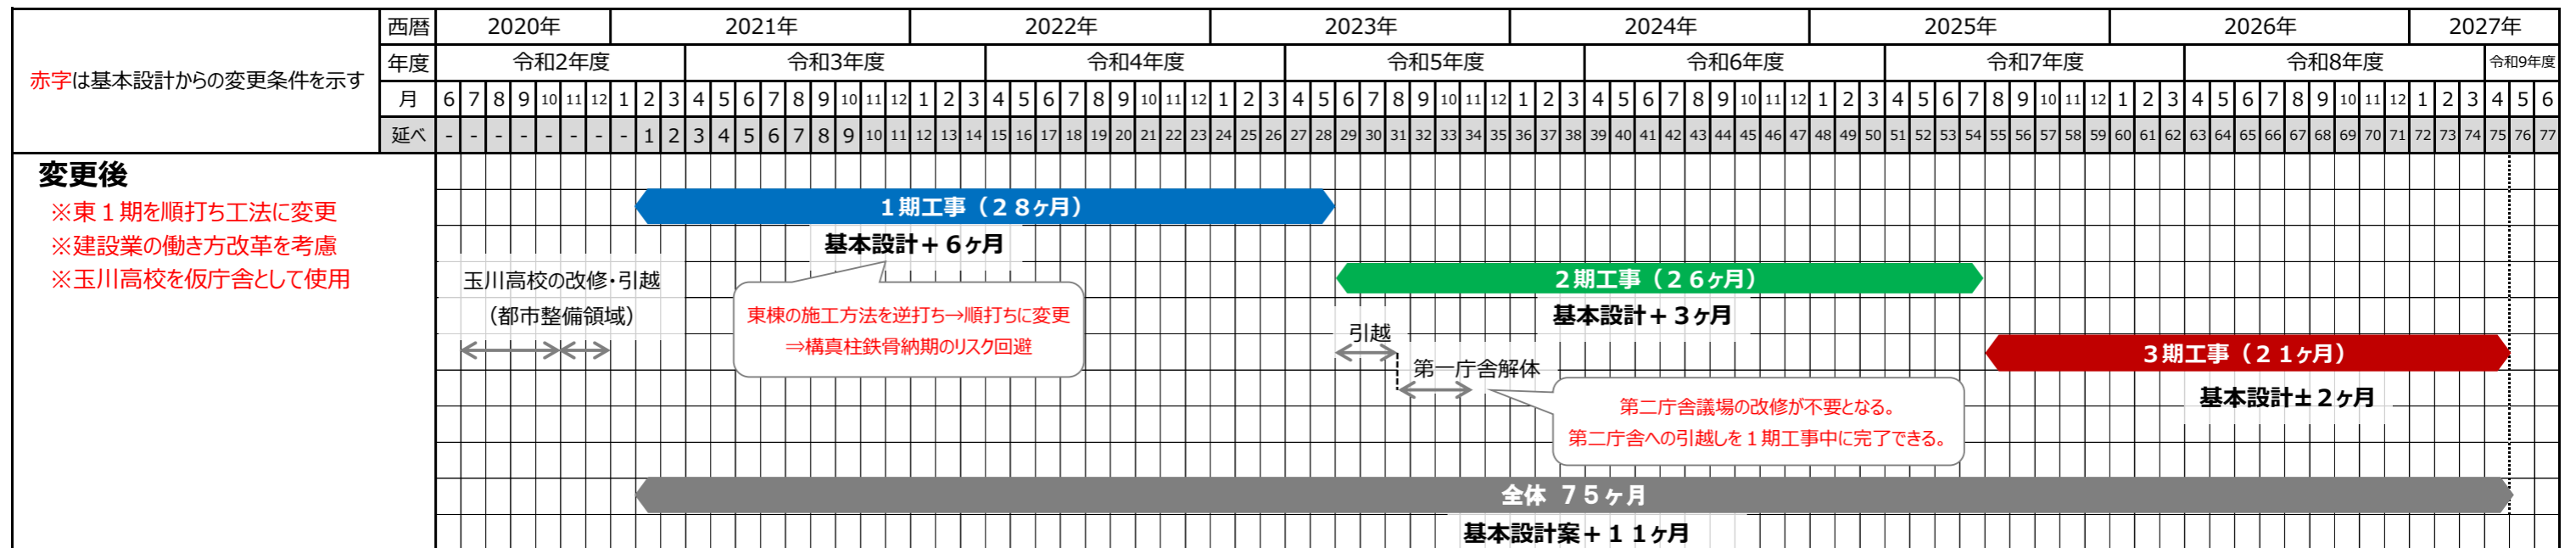 赤字は基本設計からの変更条件を示す
西暦 2020年 2021年 2022年 2023年 2024年 2025年 2026年 2027年
年度 令和2年度 令和3年度 令和4年度 令和5年度 令和6年度 令和7年度 令和8年度 令和9年度
月 6 7 8 9 10 11 12 1 2 3 4 5 6 7 8 9 10 11 12 1 2 3 4 5 6 7 8 9 10 11 12 1 2 3 4 5 6 7 8 9 10 11 12 1 2 3 4 5 6 7 8 9 10 11 12 1 2 3 4 5 6 7 8 9 10 11 12 1 2 3 4 5 6 7 8 9 10 11 12 1 2 3 4 5 6
延べ - - - - - - - - 1 2 3 4 5 6 7 8 9 10 11 12 13 14 15 16 17 18 19 20 21 22 23 24 25 26 27 28 29 30 31 32 33 34 35 36 37 38 39 40 41 42 43 44 45 46 47 48 49 50 51 52 53 54 55 56 57 58 59 60 61 62 63 64 65 66 67 68 69 70 71 72 73 74 75 76 77
変更後
※東1期を順打ち工法に変更
※建設業の働き方改革を考慮
※玉川高校を仮庁舎として使用
1期工事（28ヶ月）
基本設計＋6ヶ月
玉川高校の改修・引越
（都市整備領域）
東棟の施工方法を逆打ち→順打ちに変更
⇒構真柱鉄骨納期のリスク回避
2期工事（26ヶ月）
基本設計＋3ヶ月
引越
第一庁舎解体
3期工事（21ヶ月）
基本設計±2ヶ月
第二庁舎議場の改修が不要となる。
第二庁舎への引越しを1期工事中に完了できる。
全体 75ヶ月
基本設計案＋11ヶ月